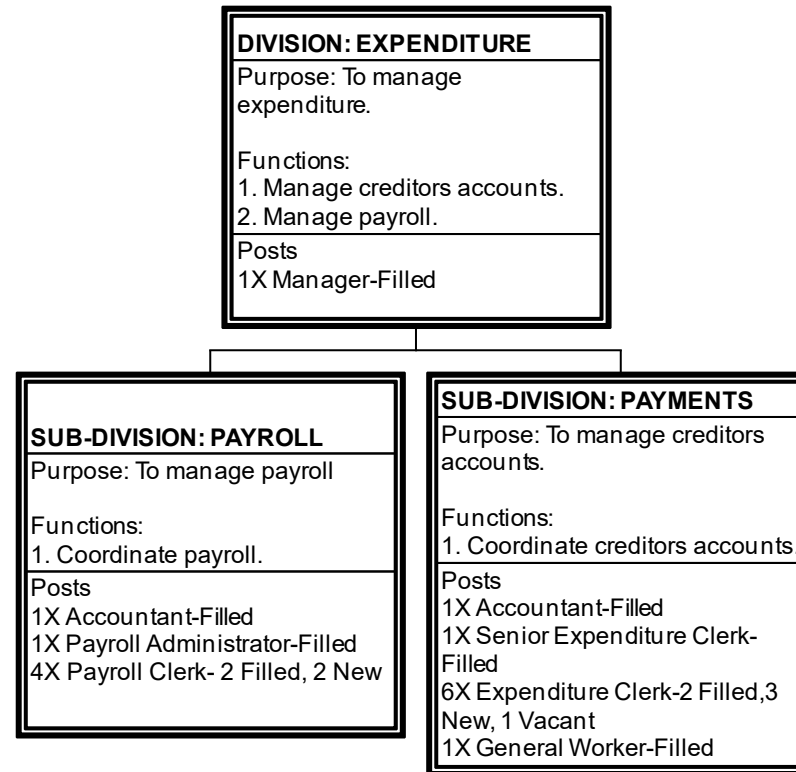 DIVISION: EXPENDITURE
Purpose: To manage
expenditure.
Functions:
1. Manage creditors accounts.
2. Manage payroll.
Posts
1X Manager-Filled
SUB-DIVISION: PAYROLL
Purpose: To manage payroll
Functions:
1. Coordinate payroll.
Posts
1X Accountant-Filled
1X Payroll Administrator-Filled
4X Payroll Clerk- 2 Filled, 2 New
SUB-DIVISION: PAYMENTS
Purpose: To manage creditors
accounts.
Functions:
1. Coordinate creditors accounts.
Posts
1X Accountant-Filled
1X Senior Expenditure Clerk-
Filled
6X Expenditure Clerk-2 Filled,3
New, 1 Vacant
1X General Worker-Filled